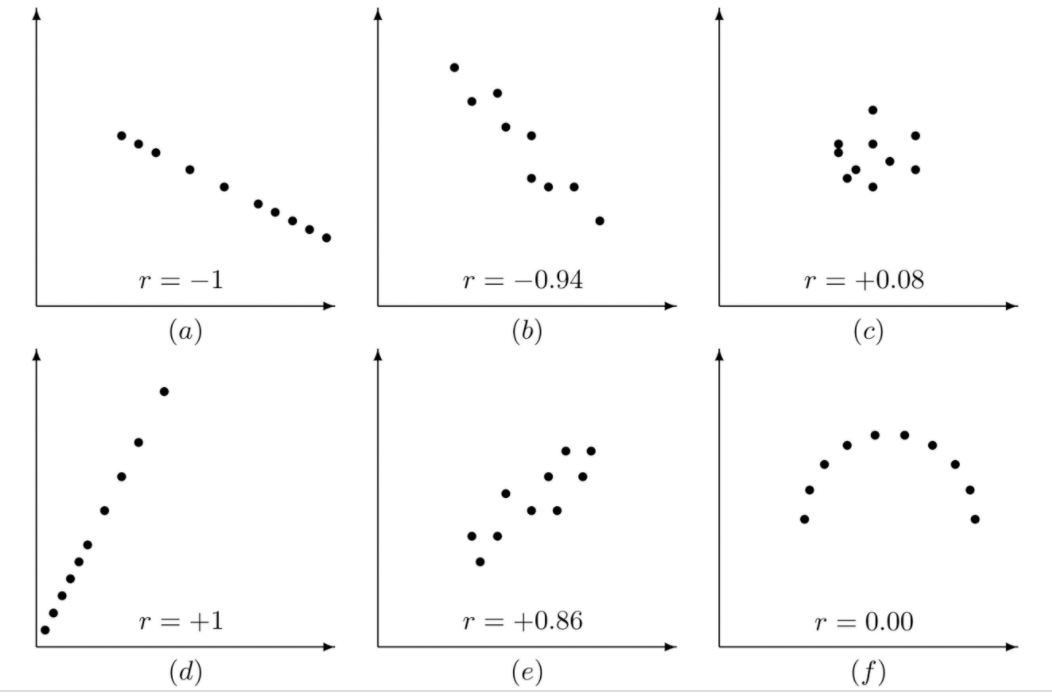 r = −1
r = −0.94
r = +0.08
(a)
(b)
(c)
r = +1
r = +0.86
r = 0.00
(d)
(e)
(f)